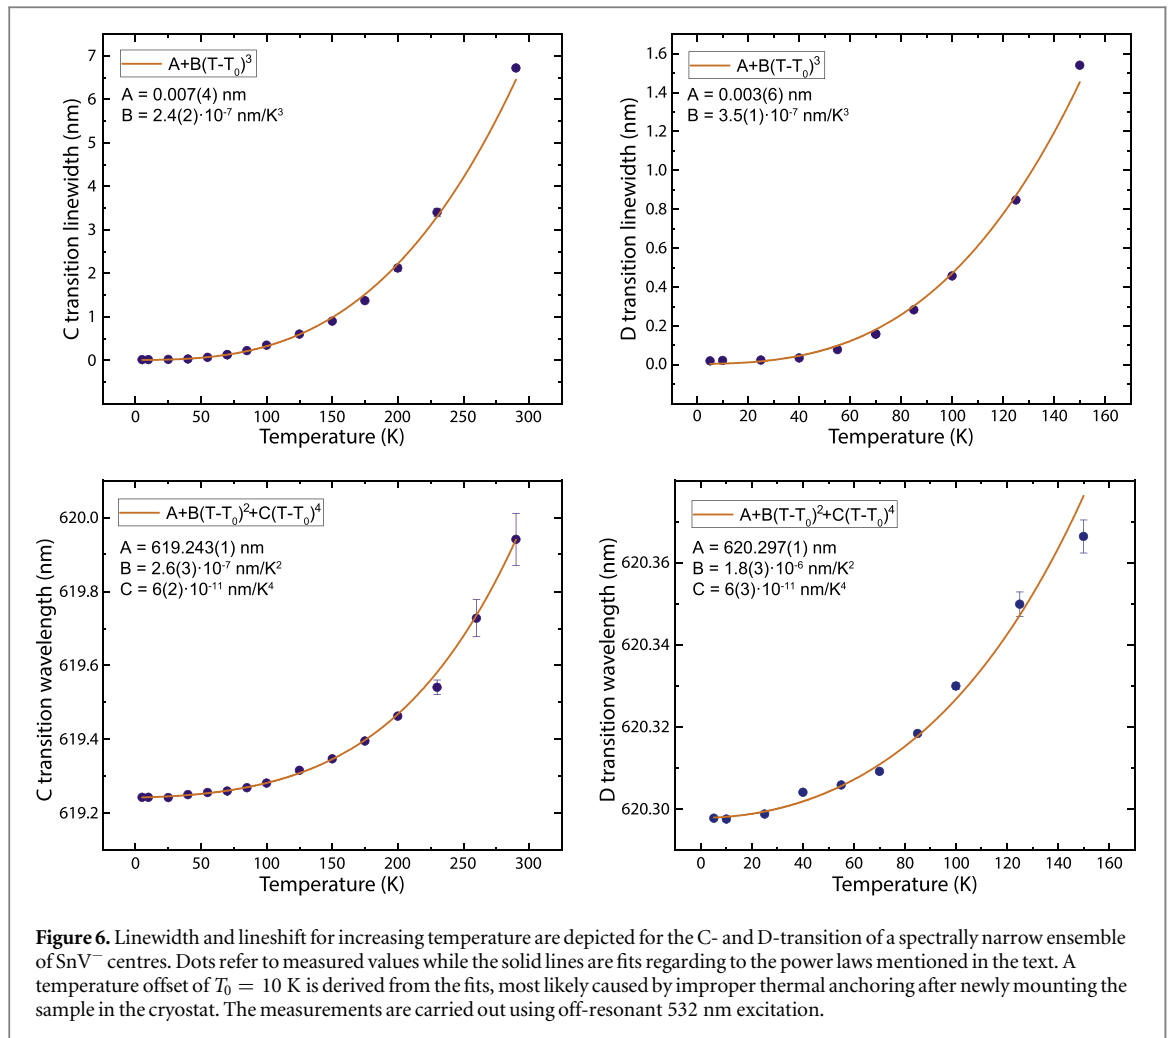 A+B(T-T₀)³
A = 0.007(4) nm
B = 2.4(2)·10⁻⁷ nm/K³
C transition linewidth (nm)
7
6
5
4
3
2
1
0
0 50 100 150 200 250 300
Temperature (K)
A+B(T-T₀)³
A = 0.003(6) nm
B = 3.5(1)·10⁻⁷ nm/K³
D transition linewidth (nm)
1.6
1.4
1.2
1.0
0.8
0.6
0.4
0.2
0.0
0 20 40 60 80 100 120 140 160
Temperature (K)
A+B(T-T₀)²+C(T-T₀)⁴
A = 619.243(1) nm
B = 2.6(3)·10⁻⁷ nm/K²
C = 6(2)·10⁻¹¹ nm/K⁴
C transition wavelength (nm)
620.0
619.8
619.6
619.4
619.2
0 50 100 150 200 250 300
Temperature (K)
A+B(T-T₀)²+C(T-T₀)⁴
A = 620.297(1) nm
B = 1.8(3)·10⁻⁶ nm/K²
C = 6(3)·10⁻¹¹ nm/K⁴
D transition wavelength (nm)
620.36
620.34
620.32
620.30
0 20 40 60 80 100 120 140 160
Temperature (K)
Figure 6. Linewidth and lineshift for increasing temperature are depicted for the C- and D-transition of a spectrally narrow ensemble
of SnV⁻ centres. Dots refer to measured values while the solid lines are fits regarding to the power laws mentioned in the text. A
temperature offset of T₀ = 10 K is derived from the fits, most likely caused by improper thermal anchoring after newly mounting the
sample in the cryostat. The measurements are carried out using off-resonant 532 nm excitation.